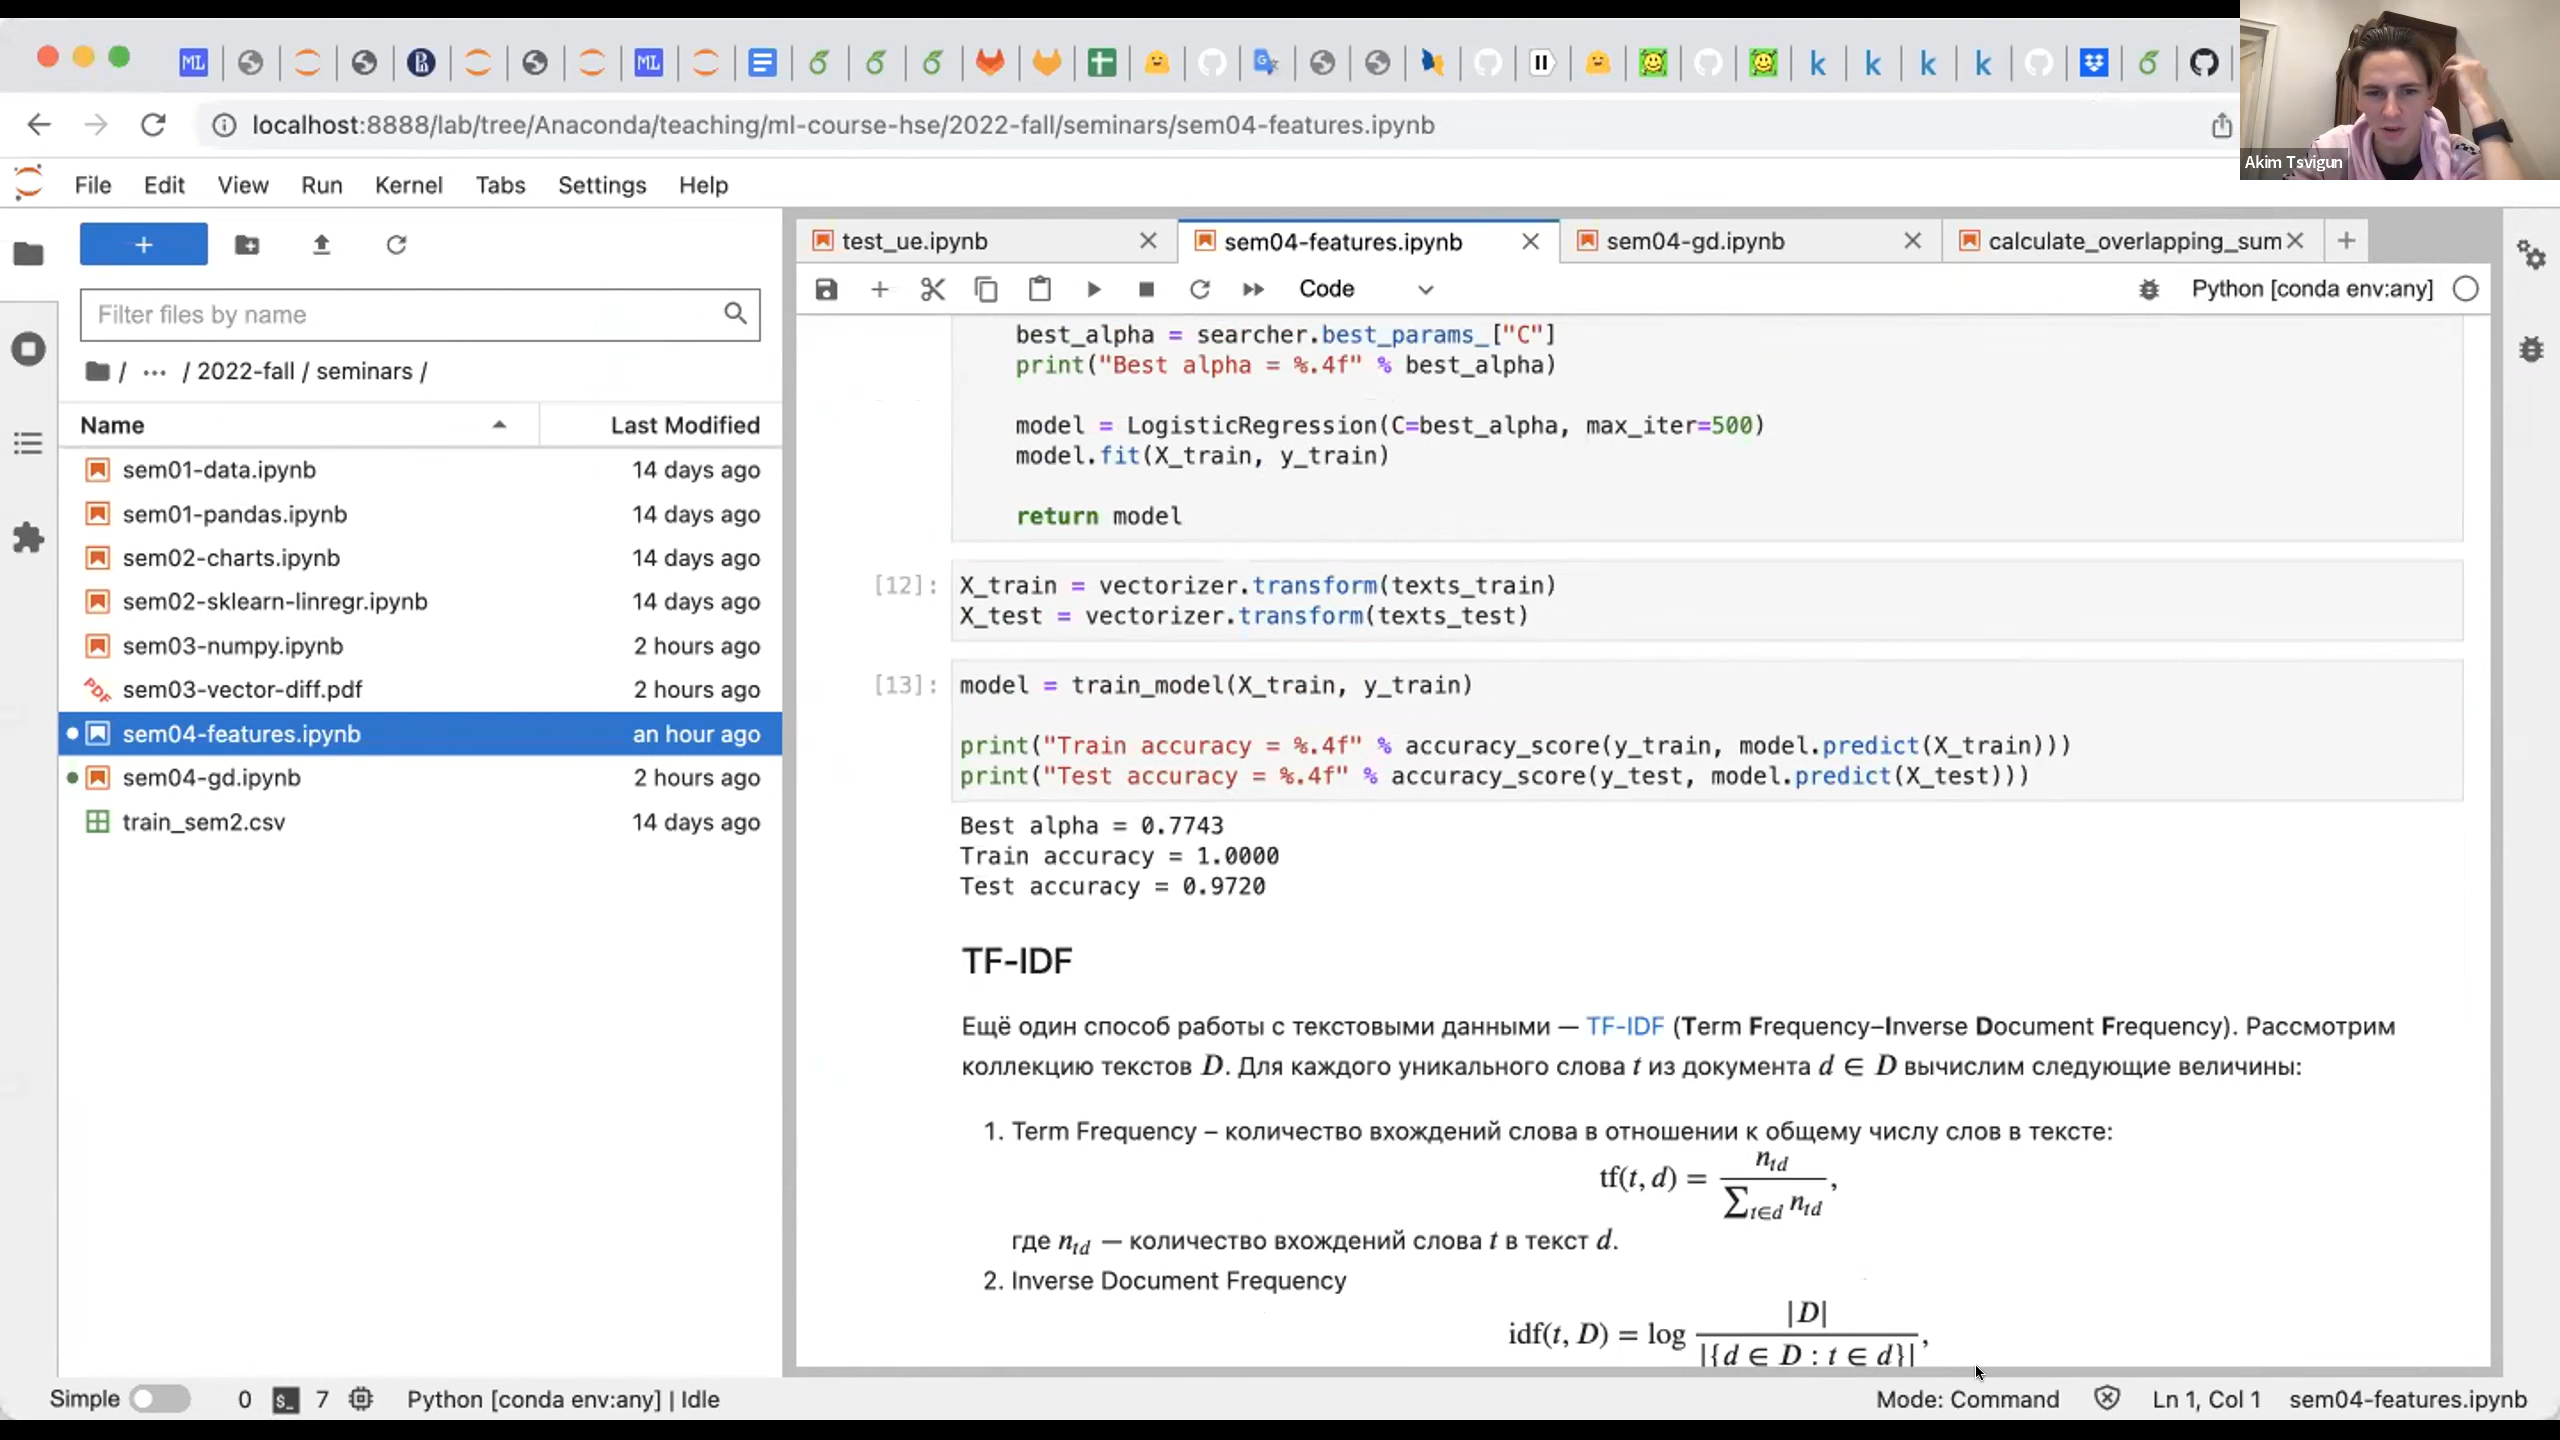 Akim Tsvigun
localhost:8888/lab/tree/Anaconda/teaching/ml-course-hse/2022-fall/seminars/sem04-features.ipynb
File Edit View Run Kernel Tabs Settings Help
Filter files by name
/ ··· / 2022-fall / seminars /
Name Last Modified
sem01-data.ipynb 14 days ago
sem01-pandas.ipynb 14 days ago
sem02-charts.ipynb 14 days ago
sem02-sklearn-linregr.ipynb 14 days ago
sem03-numpy.ipynb 2 hours ago
PDF sem03-vector-diff.pdf 2 hours ago
sem04-features.ipynb an hour ago
sem04-gd.ipynb 2 hours ago
train_sem2.csv 14 days ago
test_ue.ipynb sem04-features.ipynb sem04-gd.ipynb calculate_overlapping_sum
Code Python [conda env:any]
best_alpha = searcher.best_params_["C"]
print("Best alpha = %.4f" % best_alpha)
model = LogisticRegression(C=best_alpha, max_iter=500)
model.fit(X_train, y_train)
return model
[12]: X_train = vectorizer.transform(texts_train)
X_test = vectorizer.transform(texts_test)
[13]: model = train_model(X_train, y_train)
print("Train accuracy = %.4f" % accuracy_score(y_train, model.predict(X_train)))
print("Test accuracy = %.4f" % accuracy_score(y_test, model.predict(X_test)))
Best alpha = 0.7743
Train accuracy = 1.0000
Test accuracy = 0.9720
TF-IDF
Ещё один способ работы с текстовыми данными — TF-IDF (Term Frequency–Inverse Document Frequency). Рассмотрим
коллекцию текстов D. Для каждого уникального слова t из документа d ∈ D вычислим следующие величины:
1. Term Frequency – количество вхождений слова в отношении к общему числу слов в тексте:
tf(t, d) = n_td / ∑_{t∈d} n_td,
где n_td — количество вхождений слова t в текст d.
2. Inverse Document Frequency
idf(t, D) = log |D| / |{d ∈ D : t ∈ d}|,
Simple 0 7 Python [conda env:any] | Idle Mode: Command Ln 1, Col 1 sem04-features.ipynb